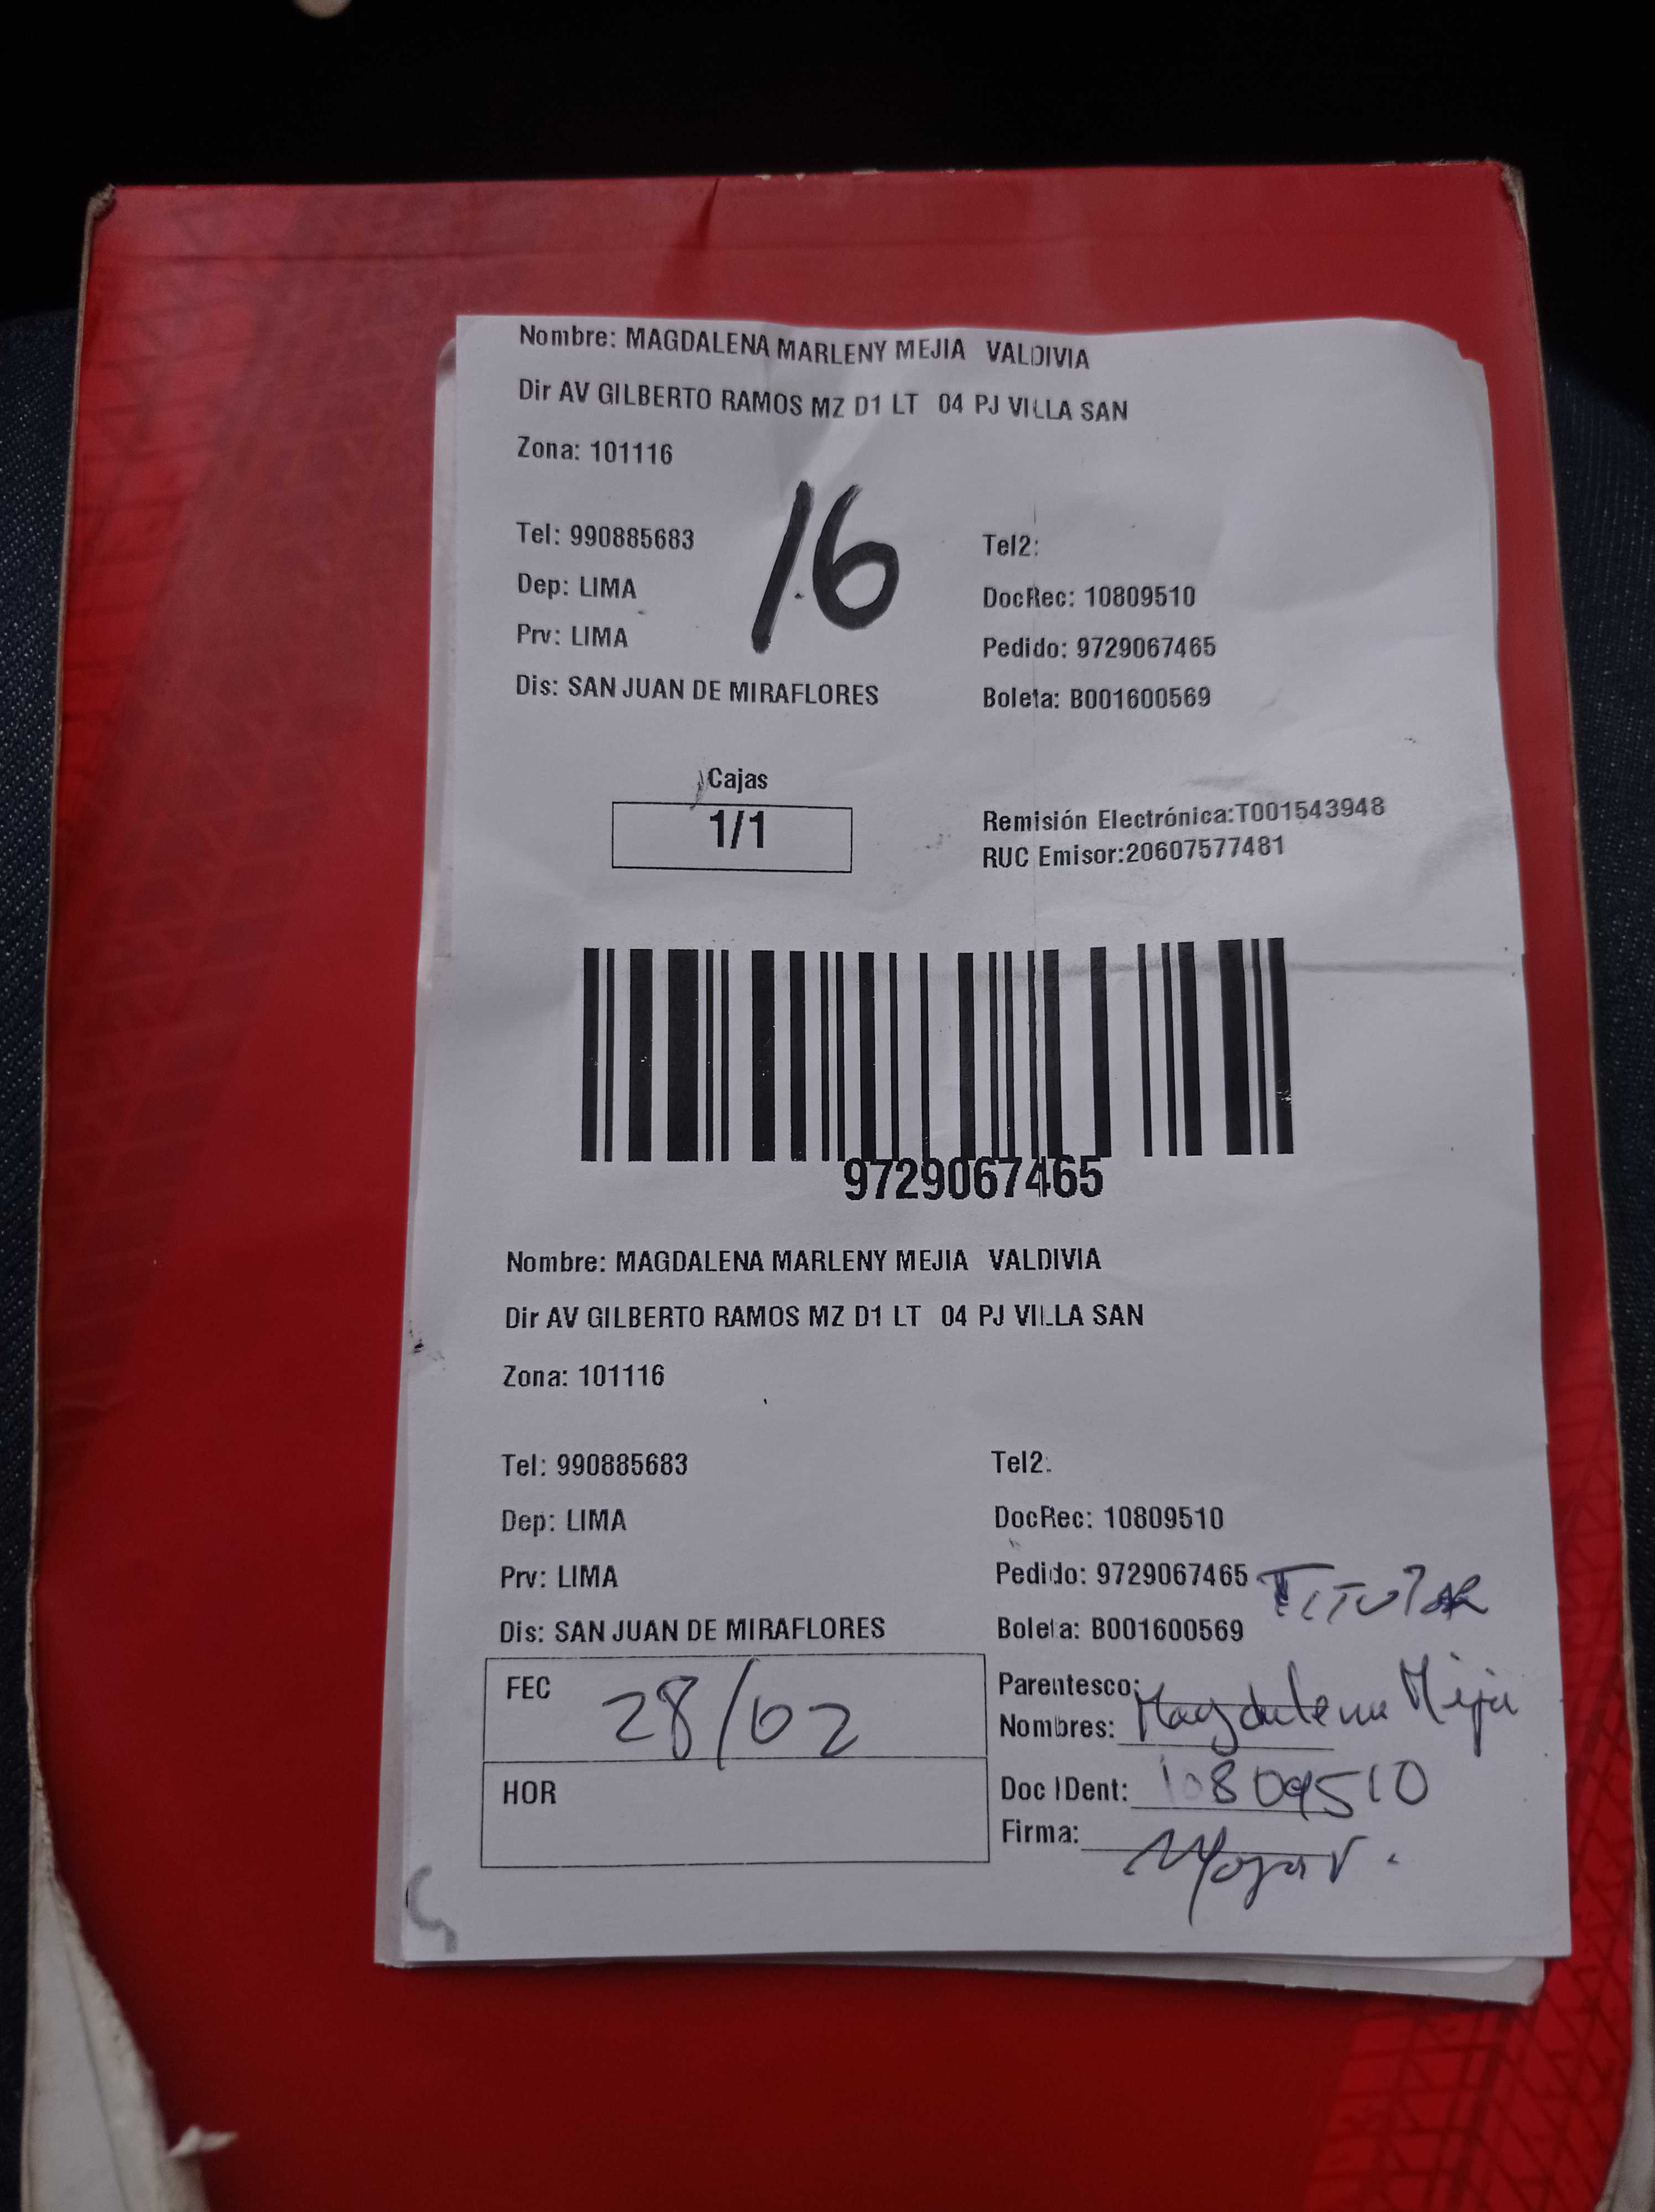 Nombre: MAGDALENA MARLENY MEJIA VALDIVIA
Dir AV GILBERTO RAMOS MZ D1 LT 04 PJ VILLA SAN
Zona: 101116
16
Tel: 990885683 Tel2:
Dep: LIMA DocRec: 10809510
Prv: LIMA Pedido: 9729067465
Dis: SAN JUAN DE MIRAFLORES Boleta: B001600569
Cajas
1/1
Remisión Electrónica:T001543948
RUC Emisor:20607577481
9729067465
Nombre: MAGDALENA MARLENY MEJIA VALDIVIA
Dir AV GILBERTO RAMOS MZ D1 LT 04 PJ VILLA SAN
Zona: 101116
Tel: 990885683 Tel2:
Dep: LIMA DocRec: 10809510
Prv: LIMA Pedido: 9729067465 TITULAR
Dis: SAN JUAN DE MIRAFLORES Boleta: B001600569
FEC 28/02
HOR
Parentesco:
Nombres: Magdalena Mejia
Doc IDent: 10809510
Firma: